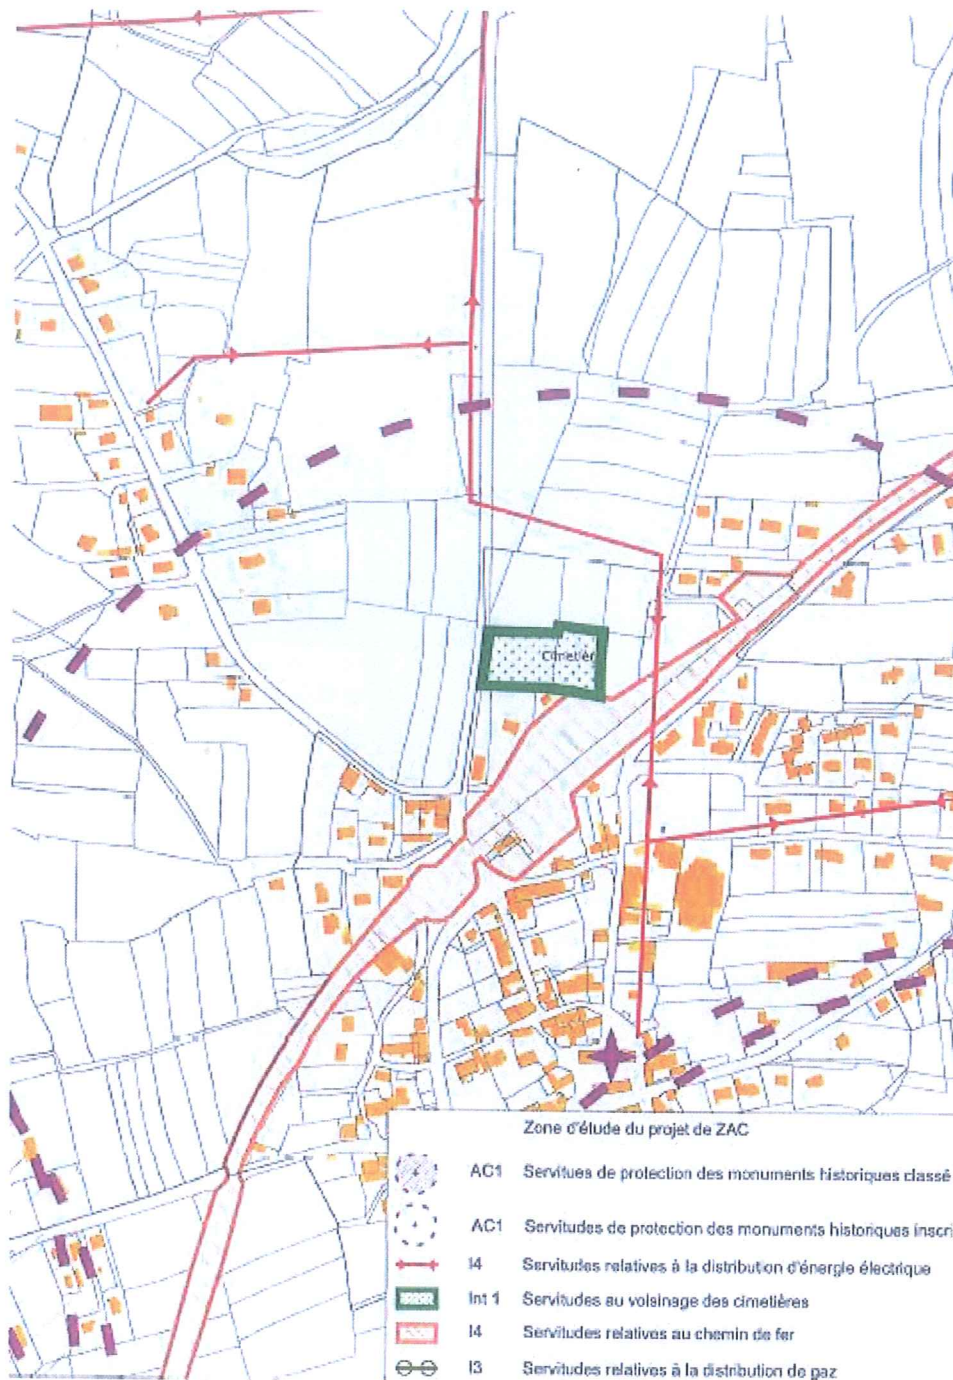 Cimetièr
Zone d'étude du projet de ZAC
AC1 Servitues de protection des monuments historiques classé
AC1 Servitudes de protection des monuments historiques inscri
I4 Servitudes relatives à la distribution d'énergie électrique
Int 1 Servitudes au voisinage des cimetières
I4 Servitudes relatives au chemin de fer
I3 Servitudes relatives à la distribution de gaz